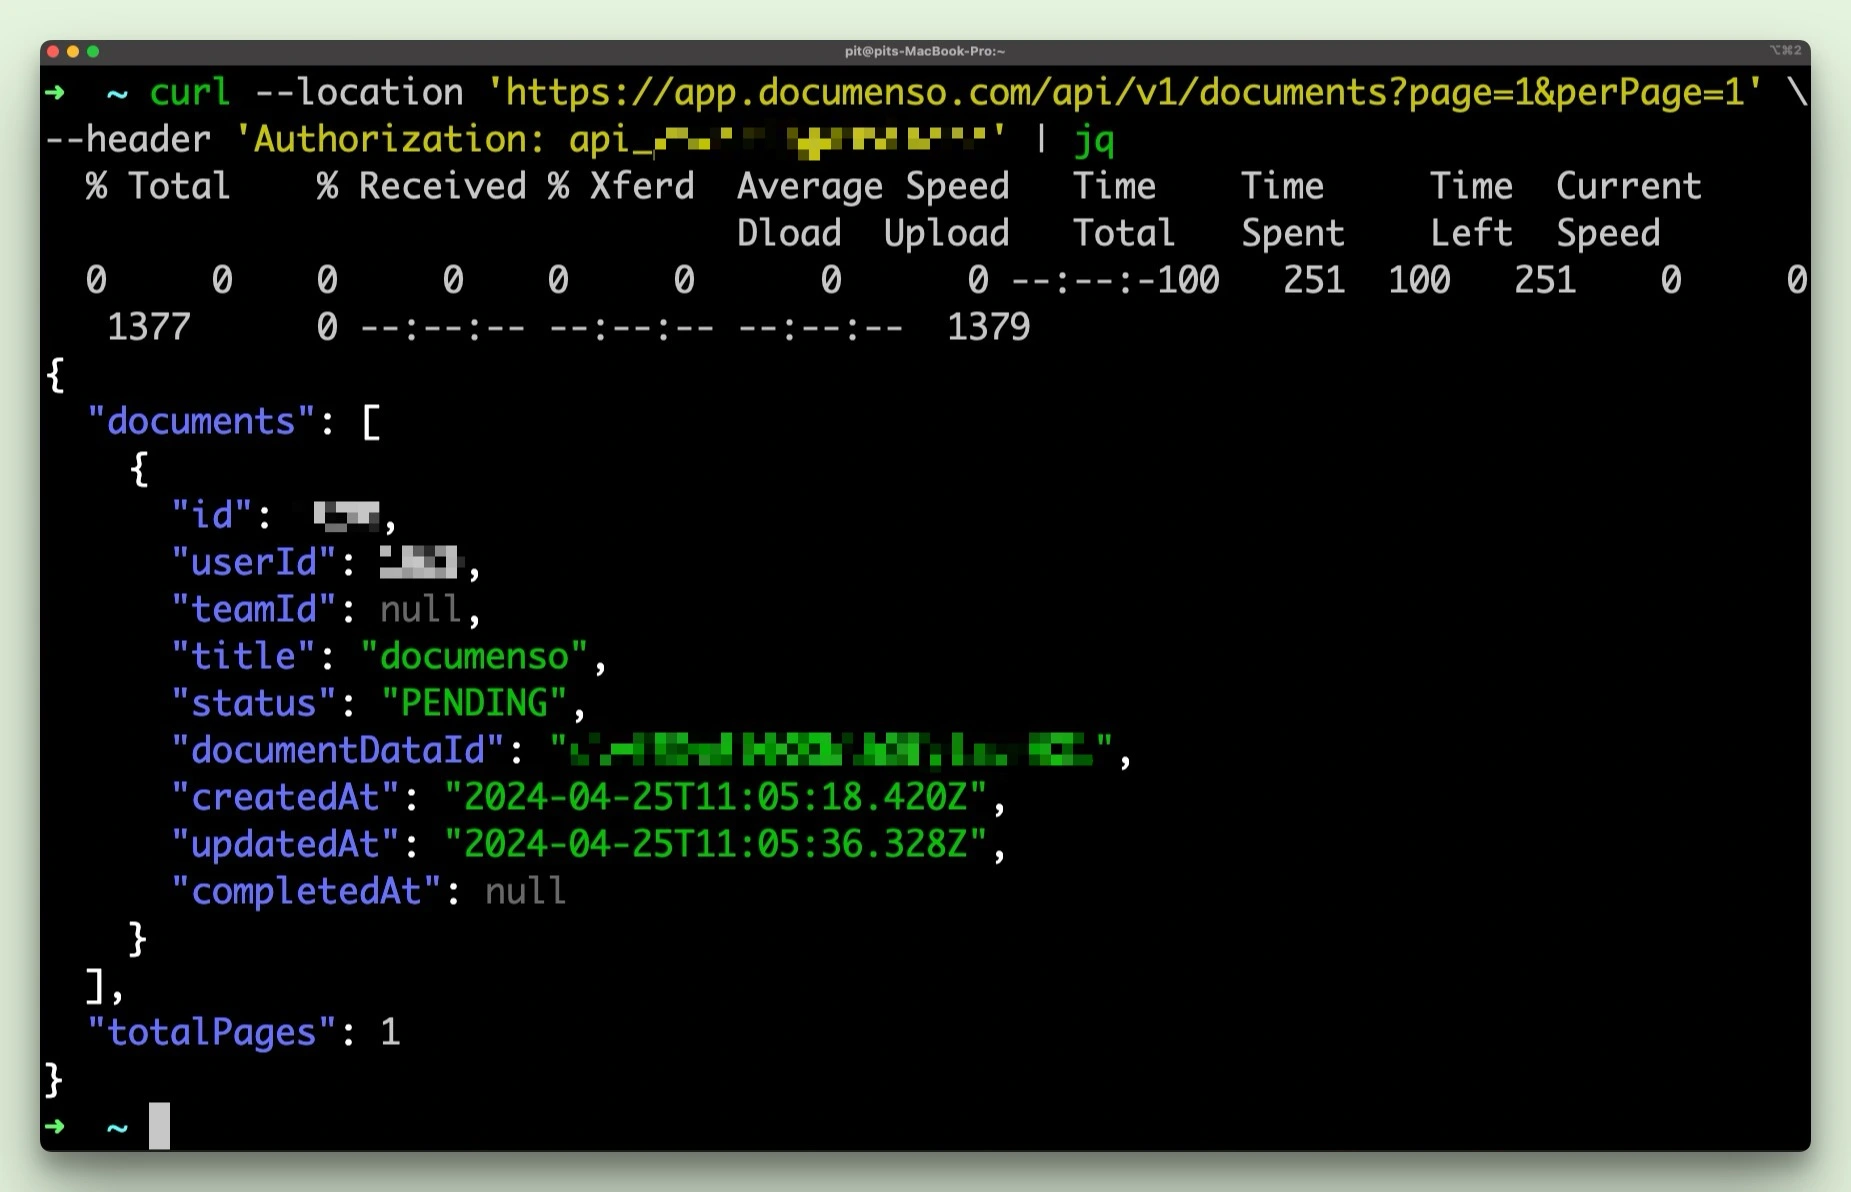 pit@pits-MacBook-Pro:~
⌥⌘2
➜ ~ curl --location 'https://app.documenso.com/api/v1/documents?page=1&perPage=1' \
--header 'Authorization: api_' | jq
% Total % Received % Xferd Average Speed Time Time Time Current
Dload Upload Total Spent Left Speed
0 0 0 0 0 0 0 0 --:--:-100 251 100 251 0 0
1377 0 --:--:-- --:--:-- --:--:-- 1379
{
"documents": [
{
"id": ,
"userId": ,
"teamId": null,
"title": "documenso",
"status": "PENDING",
"documentDataId": "",
"createdAt": "2024-04-25T11:05:18.420Z",
"updatedAt": "2024-04-25T11:05:36.328Z",
"completedAt": null
}
],
"totalPages": 1
}
➜ ~